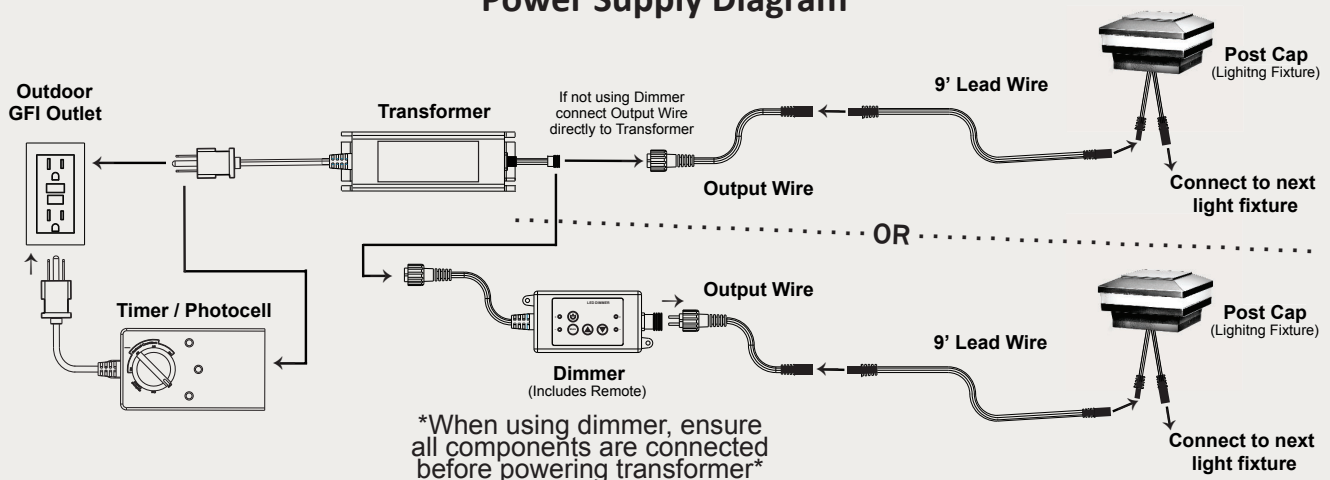 Power Supply Diagram
Outdoor
GFI Outlet
Transformer
If not using Dimmer
connect Output Wire
directly to Transformer
Output Wire
9' Lead Wire
Post Cap
(Lighitng Fixture)
Connect to next
light fixture
OR
Timer / Photocell
LED DIMMER
Dimmer
(Includes Remote)
*When using dimmer, ensure
all components are connected
before powering transformer*
Output Wire
9' Lead Wire
Post Cap
(Lighitng Fixture)
Connect to next
light fixture